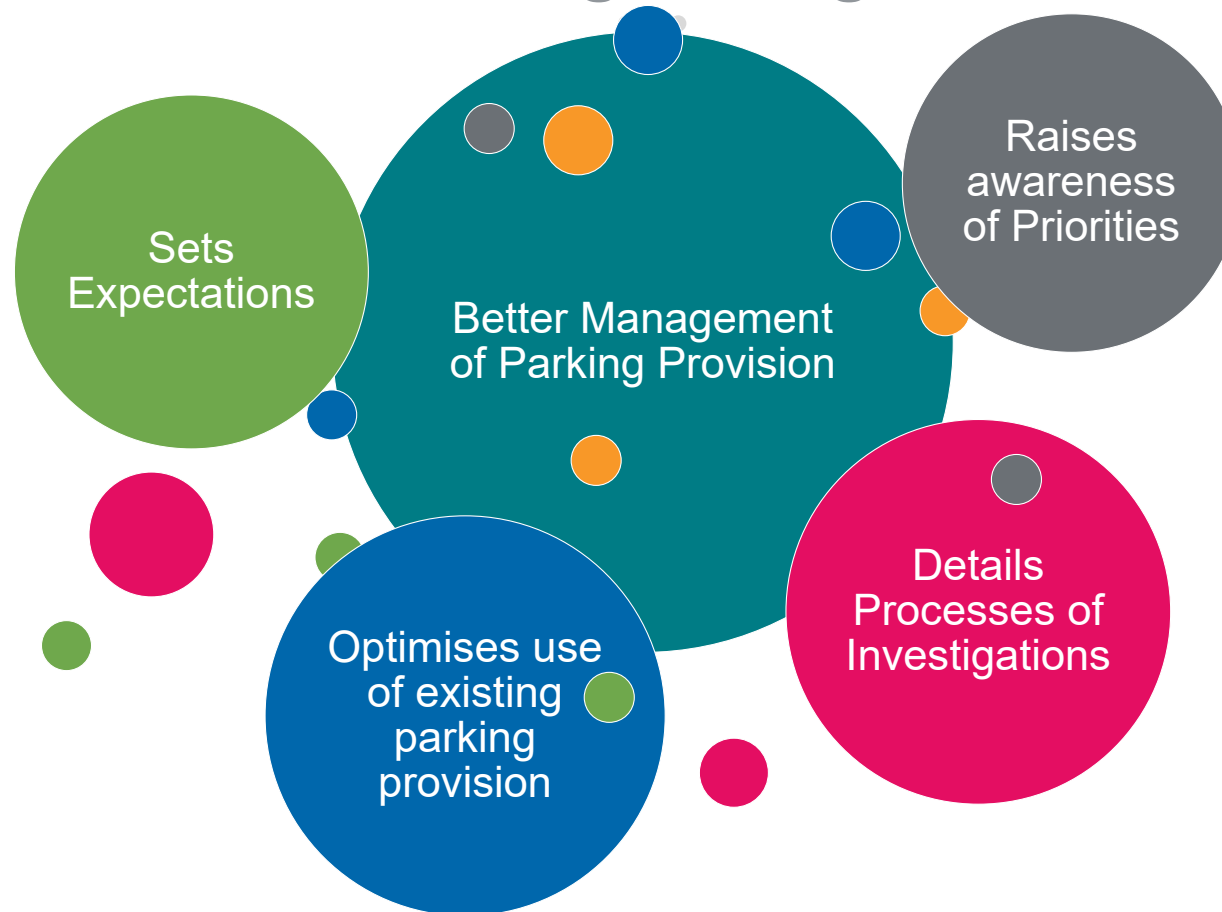 Sets
Expectations
Better Management
of Parking Provision
Raises
awareness
of Priorities
Details
Processes of
Investigations
Optimises use
of existing
parking
provision